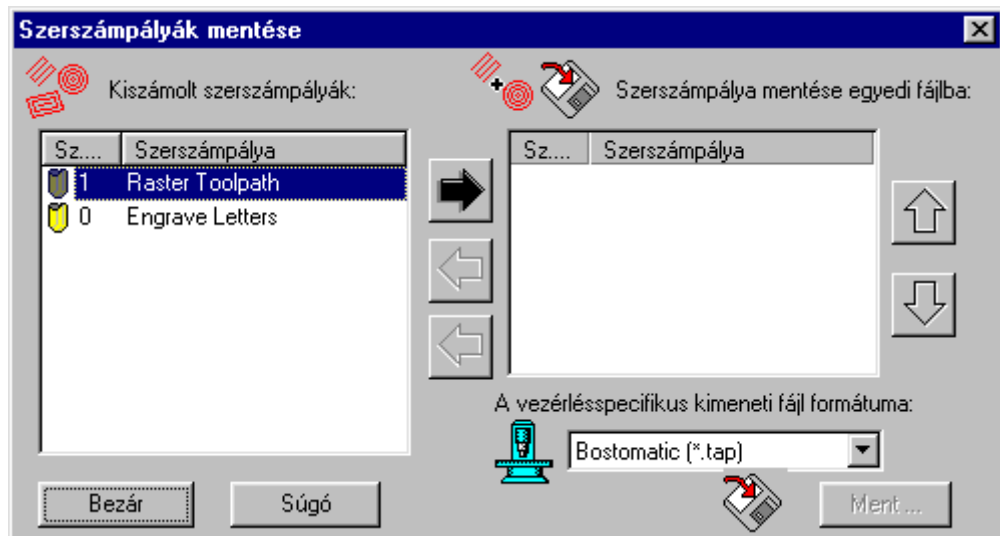 Szerszámpályák mentése
Kiszámolt szerszámpályák:
Szerszámpálya mentése egyedi fájlba:
Sz.... Szerszámpálya
1 Raster Toolpath
0 Engrave Letters
Sz.... Szerszámpálya
A vezérlésspecifikus kimeneti fájl formátuma:
Bostomatic (*.tap)
Bezár
Súgó
Ment ...